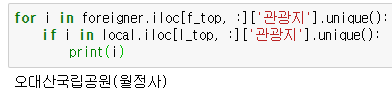 for i in foreigner.iloc[f_top, :]['관광지'].unique():
    if i in local.iloc[l_top, :]['관광지'].unique():
        print(i)
오대산국립공원(월정사)